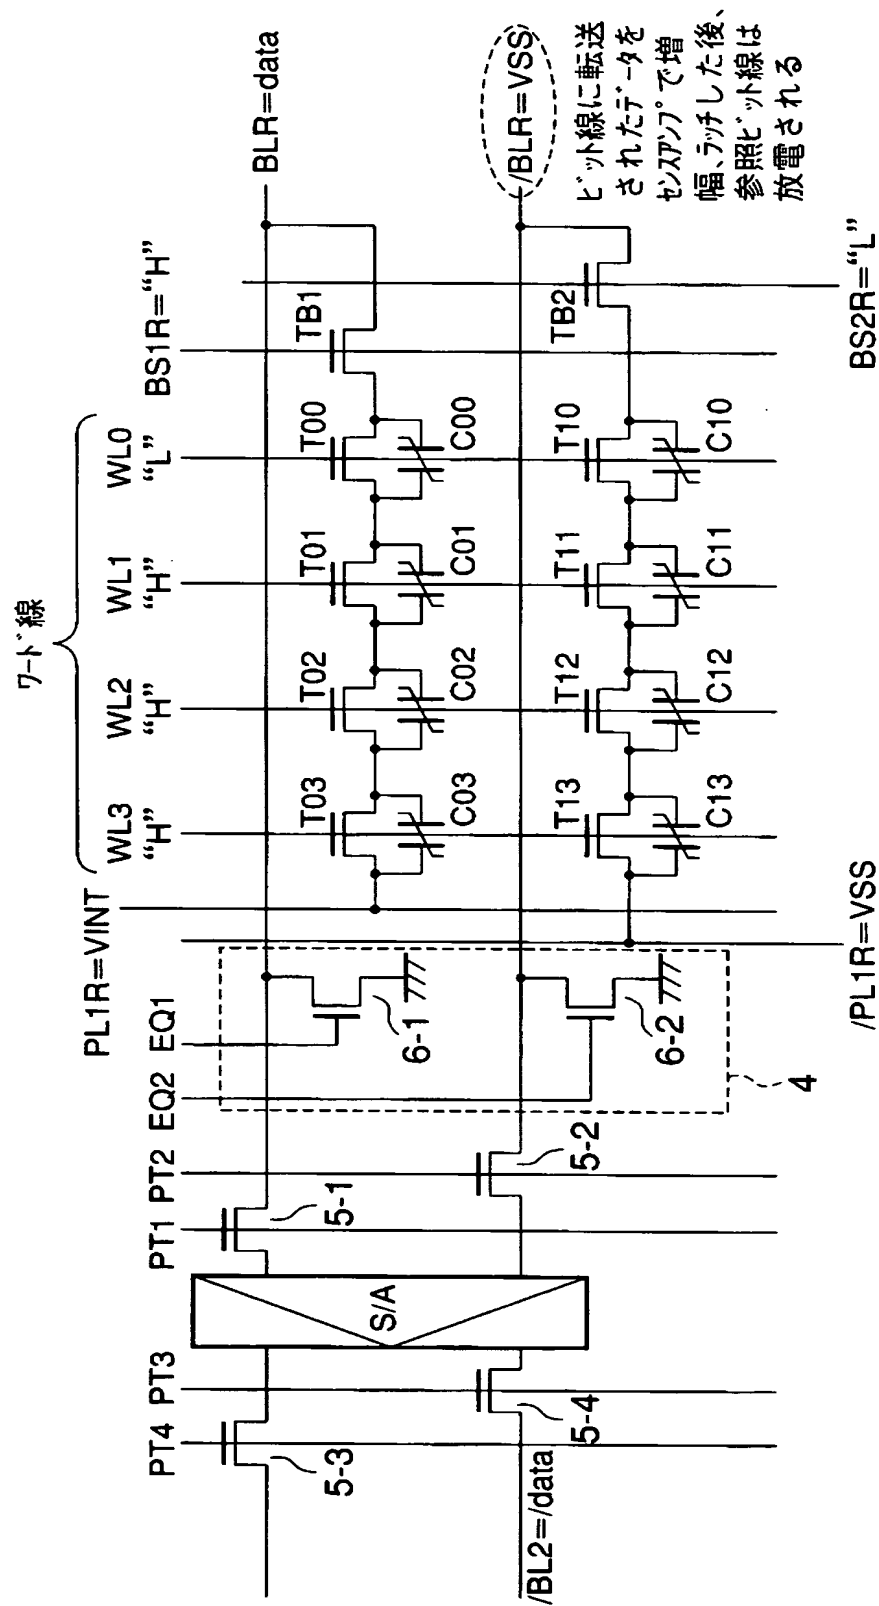 ワード線
WL3
“H”
WL2
“H”
WL1
“H”
WL0
“L”
BS1R=“H”
PL1R=VINT
EQ1
EQ2
PT2
PT1
PT3
PT4
BLR=data
TB1
T00
T01
T02
T03
C00
C01
C02
C03
6-1
5-1
5-3
S/A
/BLR=VSS
ビット線に転送
されたデータを
センスアンプで増
幅、ラッチした後、
参照ビット線は
放電される
TB2
T10
T11
T12
T13
C10
C11
C12
C13
6-2
5-2
5-4
/BL2=/data
4
/PL1R=VSS
BS2R=“L”